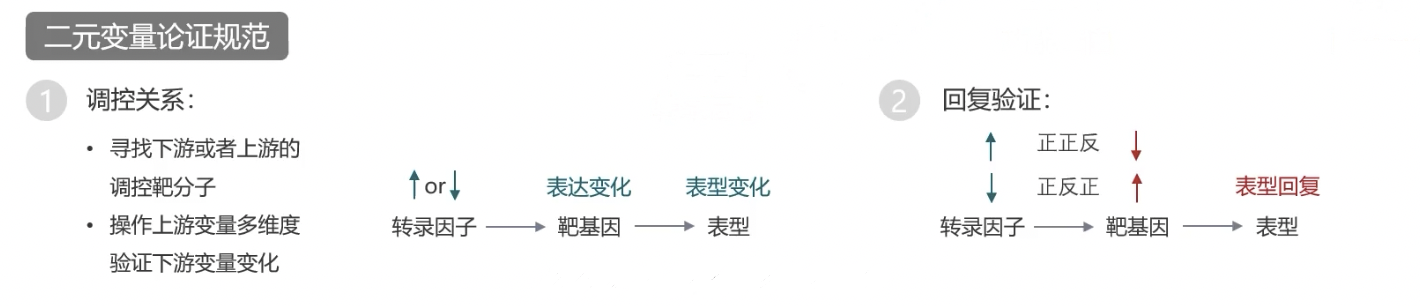 二元变量论证规范
1 调控关系：
• 寻找下游或者上游的
调控靶分子
• 操作上游变量多维度
验证下游变量变化
↑or↓ 表达变化 表型变化
转录因子 → 靶基因 → 表型
2 回复验证：
↑ 正正反 ↓
↓ 正反正 ↑ 表型回复
转录因子 → 靶基因 → 表型